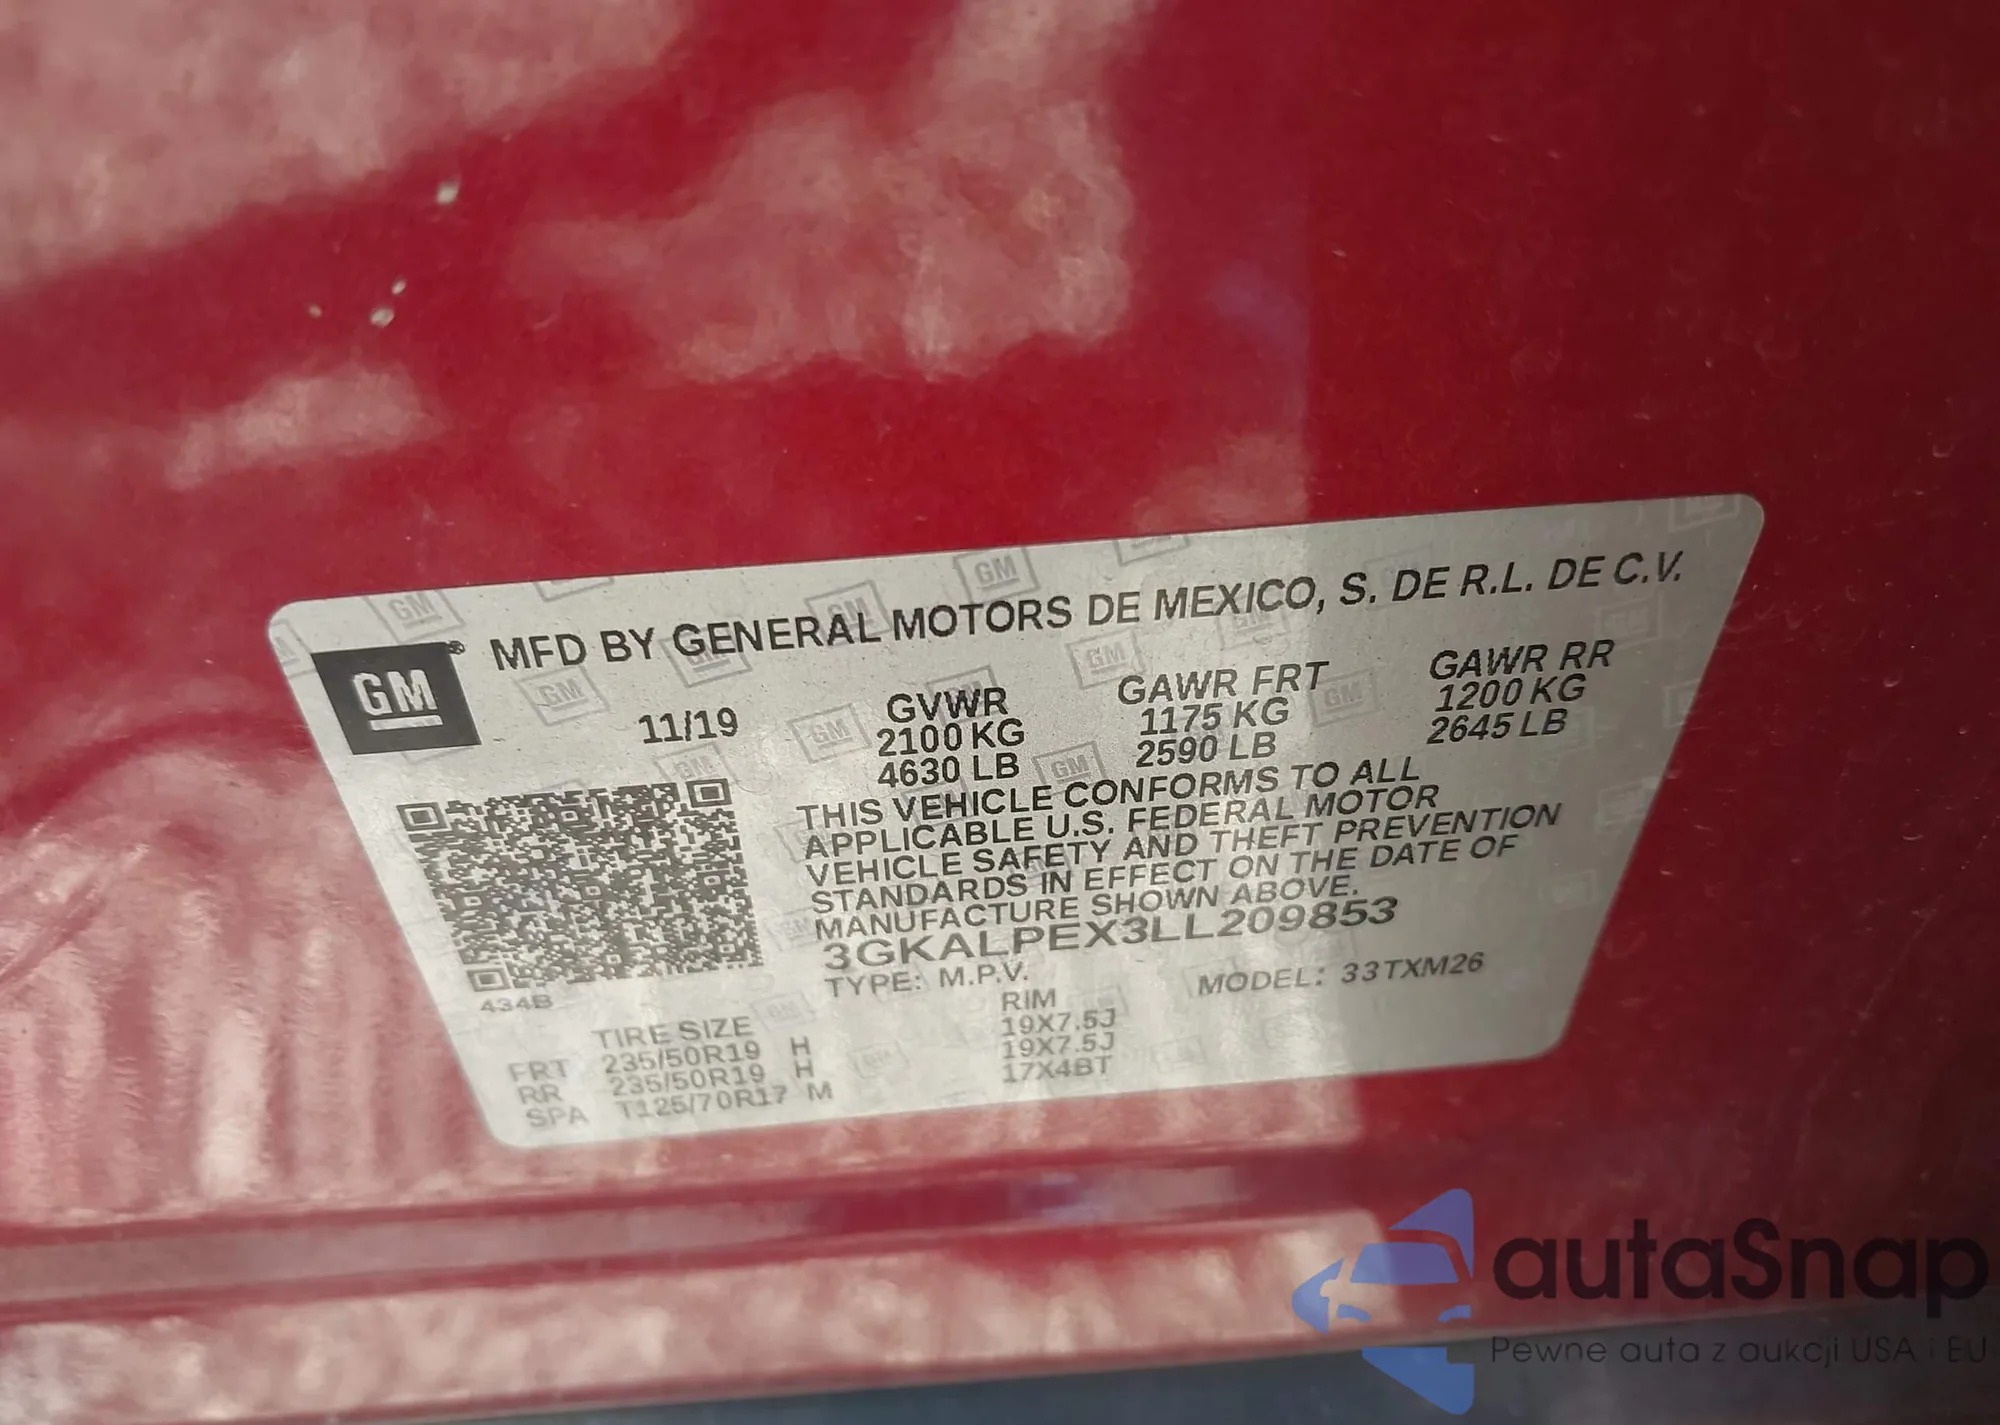 GM® MFD BY GENERAL MOTORS DE MEXICO, S. DE R.L. DE C.V.
11/19 GVWR GAWR FRT GAWR RR
2100 KG 1175 KG 1200 KG
4630 LB 2590 LB 2645 LB
THIS VEHICLE CONFORMS TO ALL
APPLICABLE U.S. FEDERAL MOTOR
VEHICLE SAFETY AND THEFT PREVENTION
STANDARDS IN EFFECT ON THE DATE OF
MANUFACTURE SHOWN ABOVE.
3GKALPEX3LL209853
TYPE: M.P.V. MODEL: 33TXM26
434B
TIRE SIZE RIM
FRT 235/50R19 H 19X7.5J
RR 235/50R19 H 19X7.5J
SPA T125/70R17 M 17X4BT
autaSnap
Pewne auta z aukcji USA i EU